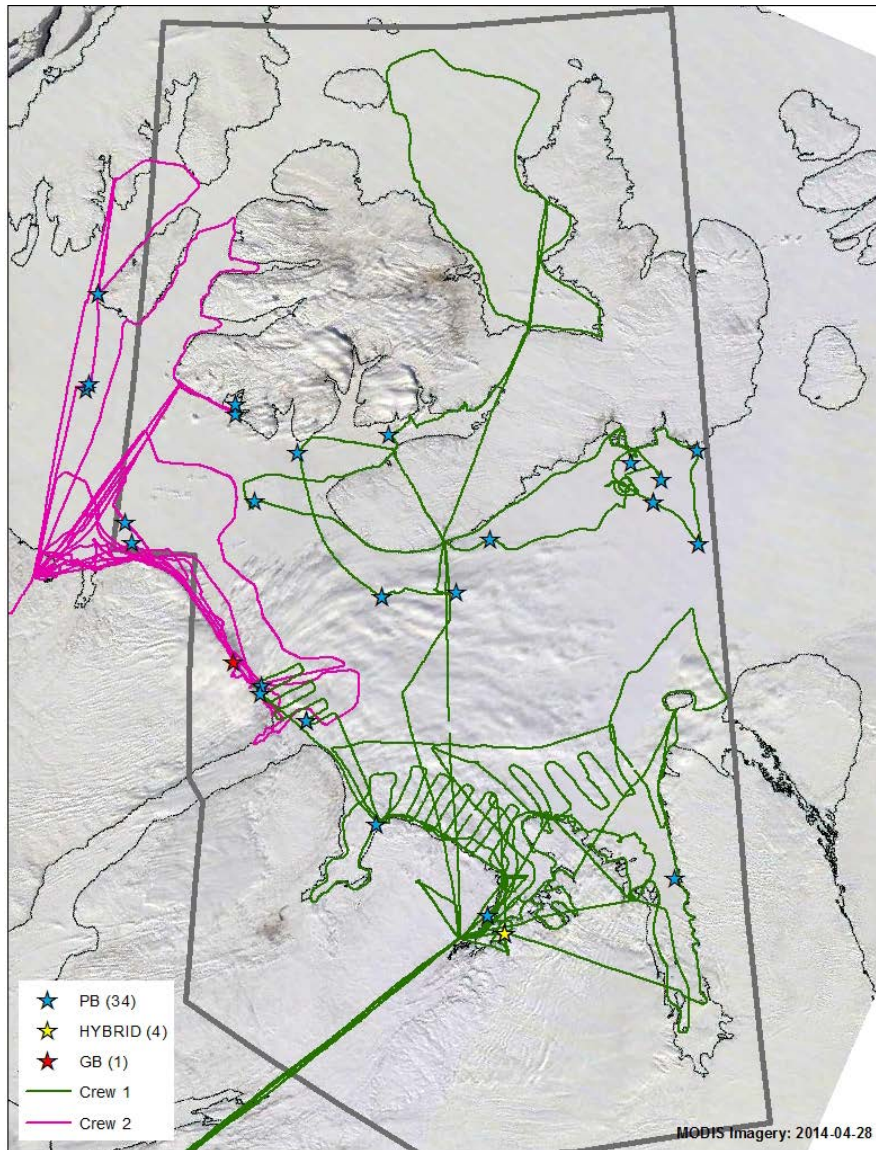 PB (34)
HYBRID (4)
GB (1)
Crew 1
Crew 2
MODIS Imagery: 2014-04-28